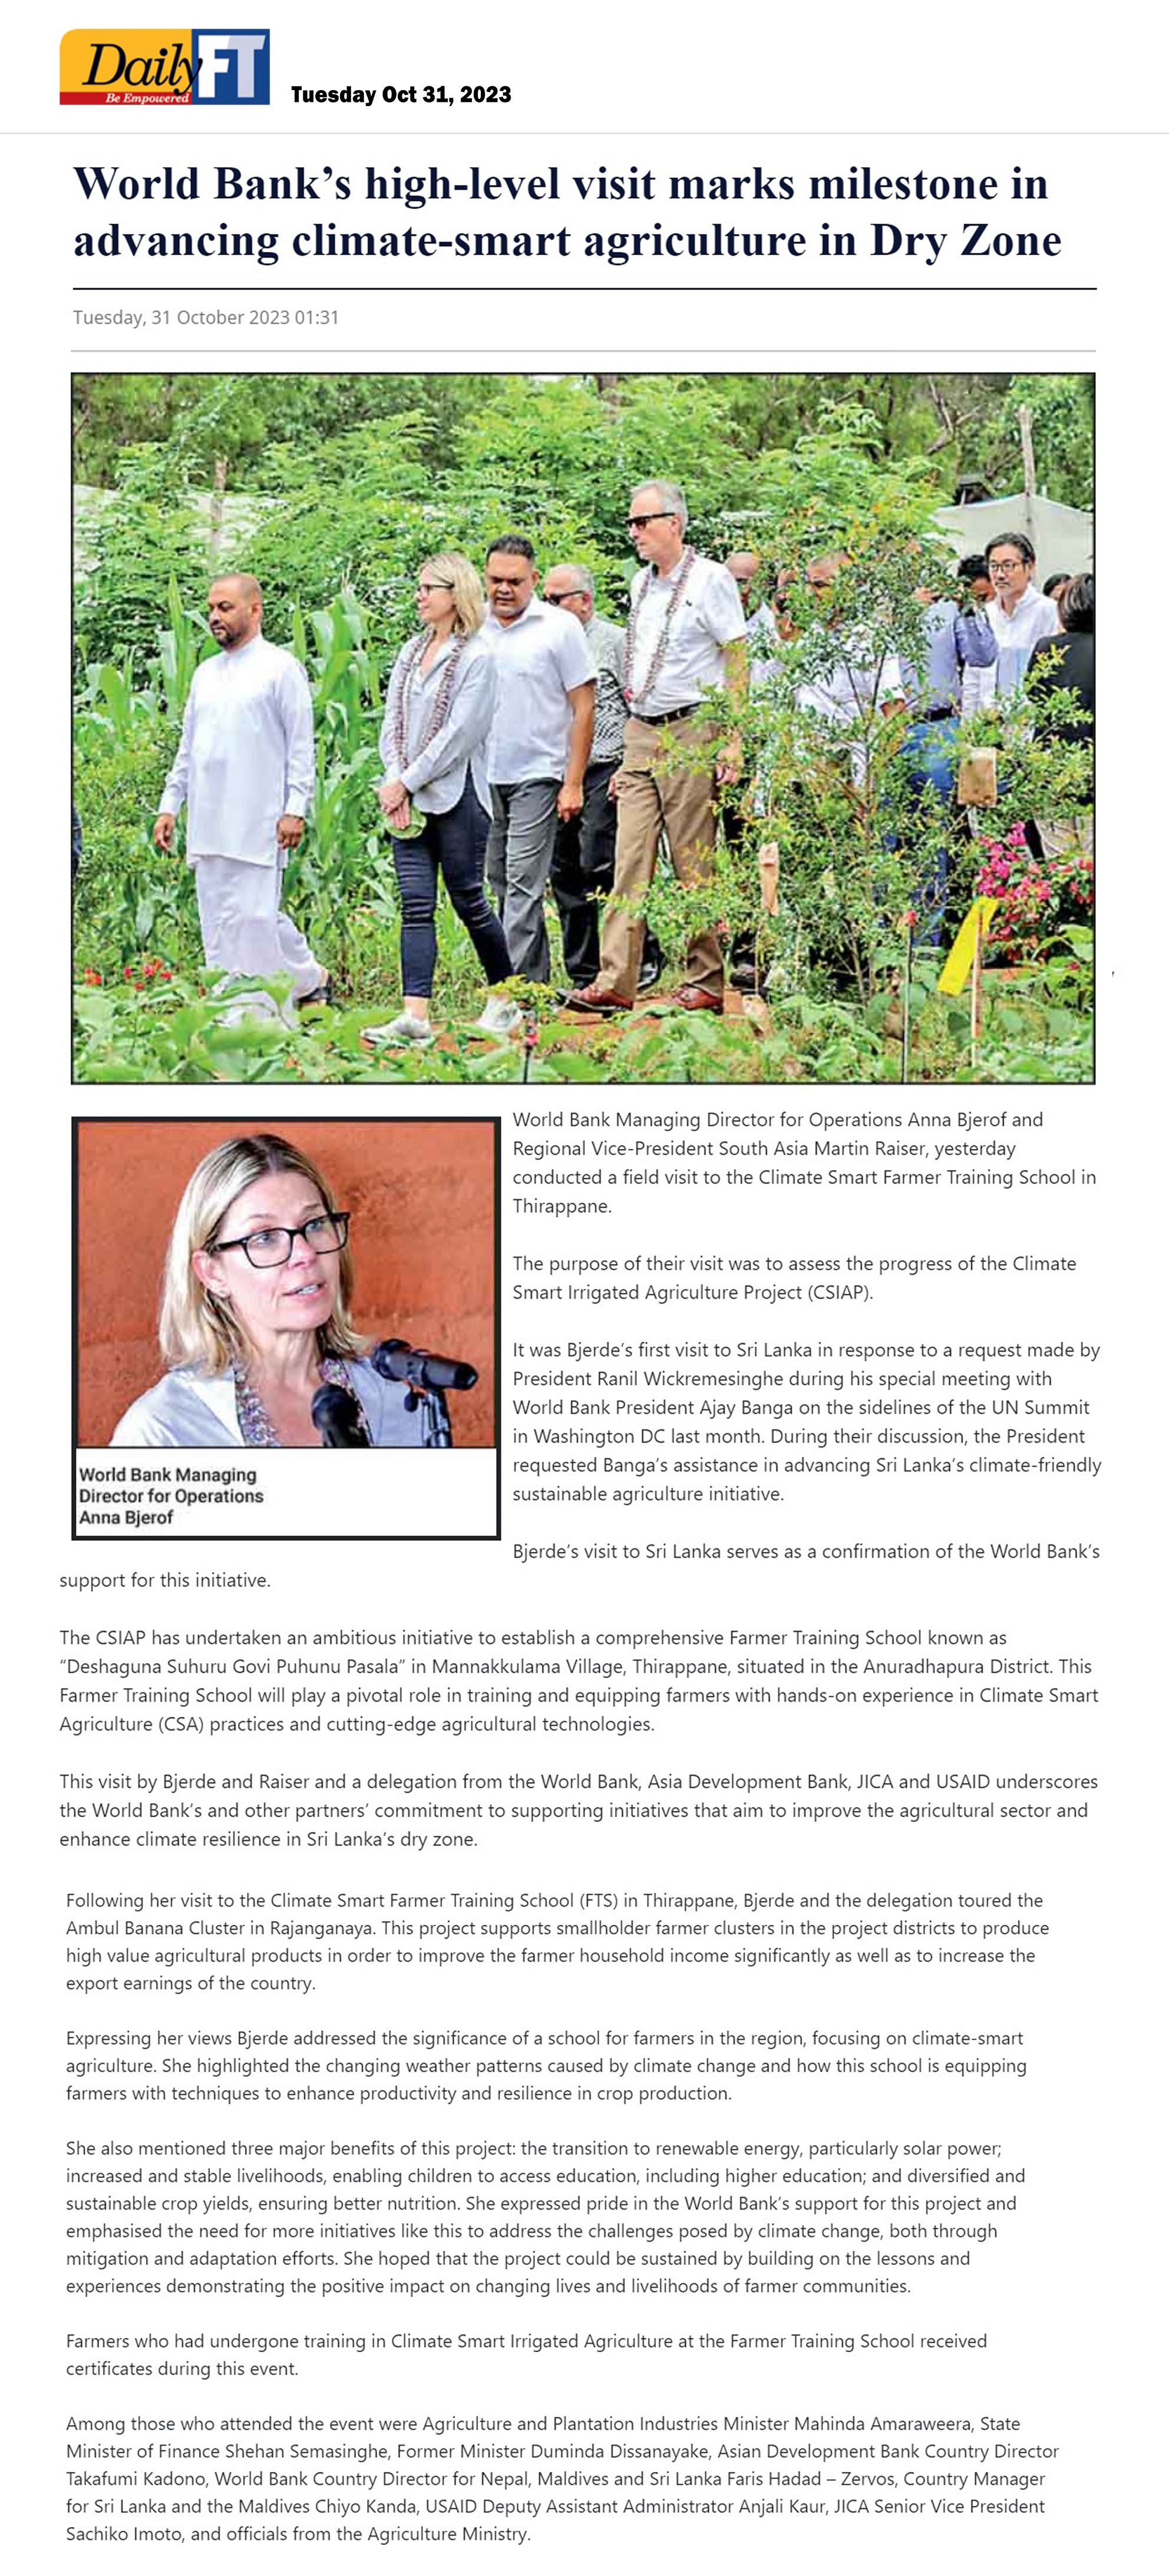 Daily FT
Be Empowered
Tuesday Oct 31, 2023
World Bank’s high-level visit marks milestone in
advancing climate-smart agriculture in Dry Zone
Tuesday, 31 October 2023 01:31
World Bank Managing Director for Operations Anna Bjerof and
Regional Vice-President South Asia Martin Raiser, yesterday
conducted a field visit to the Climate Smart Farmer Training School in
Thirappane.
The purpose of their visit was to assess the progress of the Climate
Smart Irrigated Agriculture Project (CSIAP).
It was Bjerde’s first visit to Sri Lanka in response to a request made by
President Ranil Wickremesinghe during his special meeting with
World Bank President Ajay Banga on the sidelines of the UN Summit
in Washington DC last month. During their discussion, the President
requested Banga’s assistance in advancing Sri Lanka’s climate-friendly
sustainable agriculture initiative.
World Bank Managing
Director for Operations
Anna Bjerof
Bjerde’s visit to Sri Lanka serves as a confirmation of the World Bank’s
support for this initiative.
The CSIAP has undertaken an ambitious initiative to establish a comprehensive Farmer Training School known as
“Deshaguna Suhuru Govi Puhunu Pasala” in Mannakkulama Village, Thirappane, situated in the Anuradhapura District. This
Farmer Training School will play a pivotal role in training and equipping farmers with hands-on experience in Climate Smart
Agriculture (CSA) practices and cutting-edge agricultural technologies.
This visit by Bjerde and Raiser and a delegation from the World Bank, Asia Development Bank, JICA and USAID underscores
the World Bank’s and other partners’ commitment to supporting initiatives that aim to improve the agricultural sector and
enhance climate resilience in Sri Lanka’s dry zone.
Following her visit to the Climate Smart Farmer Training School (FTS) in Thirappane, Bjerde and the delegation toured the
Ambul Banana Cluster in Rajanganaya. This project supports smallholder farmer clusters in the project districts to produce
high value agricultural products in order to improve the farmer household income significantly as well as to increase the
export earnings of the country.
Expressing her views Bjerde addressed the significance of a school for farmers in the region, focusing on climate-smart
agriculture. She highlighted the changing weather patterns caused by climate change and how this school is equipping
farmers with techniques to enhance productivity and resilience in crop production.
She also mentioned three major benefits of this project: the transition to renewable energy, particularly solar power;
increased and stable livelihoods, enabling children to access education, including higher education; and diversified and
sustainable crop yields, ensuring better nutrition. She expressed pride in the World Bank’s support for this project and
emphasised the need for more initiatives like this to address the challenges posed by climate change, both through
mitigation and adaptation efforts. She hoped that the project could be sustained by building on the lessons and
experiences demonstrating the positive impact on changing lives and livelihoods of farmer communities.
Farmers who had undergone training in Climate Smart Irrigated Agriculture at the Farmer Training School received
certificates during this event.
Among those who attended the event were Agriculture and Plantation Industries Minister Mahinda Amaraweera, State
Minister of Finance Shehan Semasinghe, Former Minister Duminda Dissanayake, Asian Development Bank Country Director
Takafumi Kadono, World Bank Country Director for Nepal, Maldives and Sri Lanka Faris Hadad – Zervos, Country Manager
for Sri Lanka and the Maldives Chiyo Kanda, USAID Deputy Assistant Administrator Anjali Kaur, JICA Senior Vice President
Sachiko Imoto, and officials from the Agriculture Ministry.